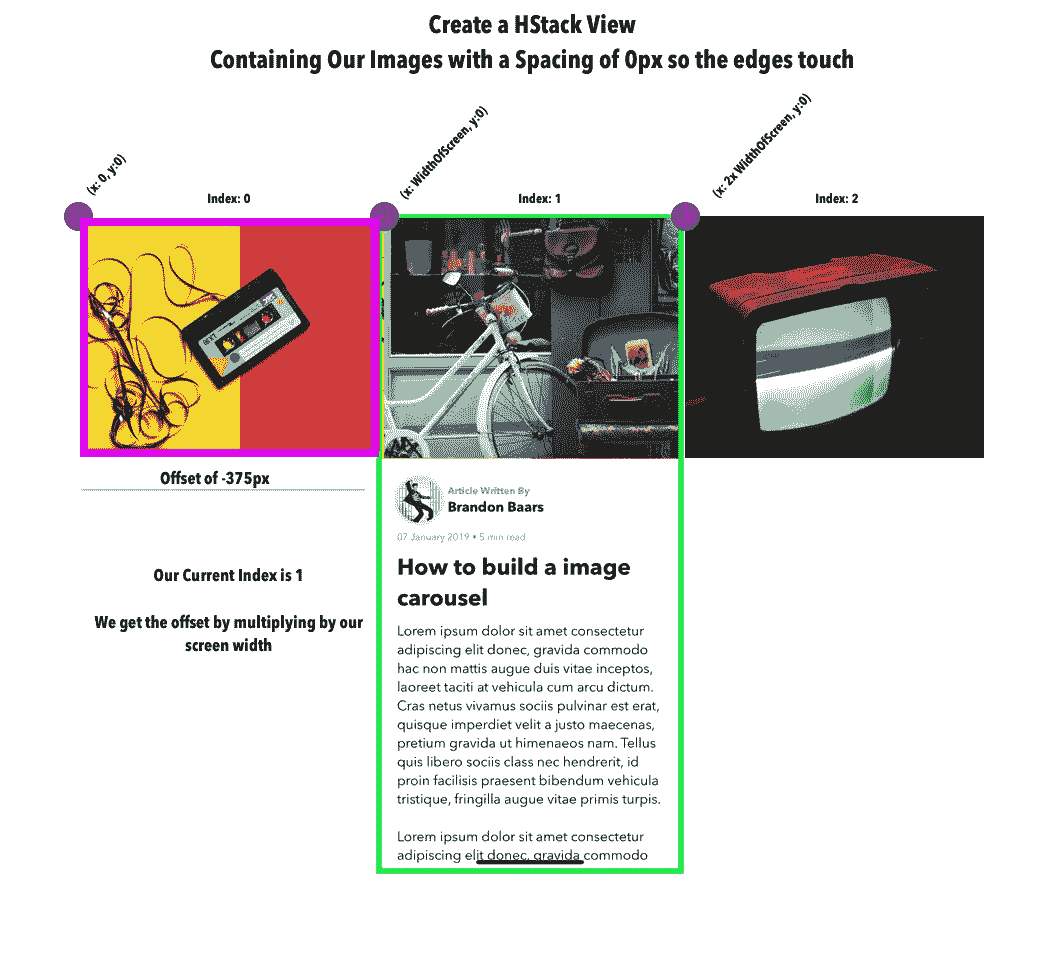 Create a HStack View
Containing Our Images with a Spacing of 0px so the edges touch
(x: 0, y:0)
(x: WidthOfScreen, y:0)
(x: 2x WidthOfScreen, y:0)
Index: 0
Index: 1
Index: 2
Offset of -375px
Our Current Index is 1
We get the offset by multiplying by our
screen width
Article Written By
Brandon Baars
07 January 2019 • 5 min read
How to build a image
carousel
Lorem ipsum dolor sit amet consectetur
adipiscing elit donec, gravida commodo
hac non mattis augue duis vitae inceptos,
laoreet taciti at vehicula cum arcu dictum.
Cras netus vivamus sociis pulvinar est erat,
quisque imperdiet velit a justo maecenas,
pretium gravida ut himenaeos nam. Tellus
quis libero sociis class nec hendrerit, id
proin facilisis praesent bibendum vehicula
tristique, fringilla augue vitae primis turpis.
Lorem ipsum dolor sit amet consectetur
adipiscing elit donec, gravida commodo